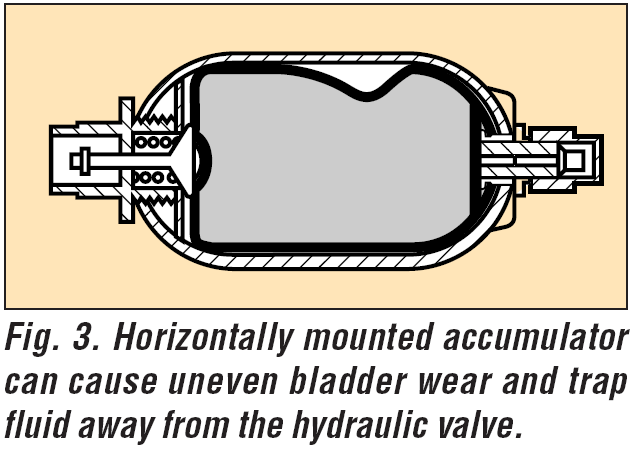 Fig. 3. Horizontally mounted accumulator
can cause uneven bladder wear and trap
fluid away from the hydraulic valve.